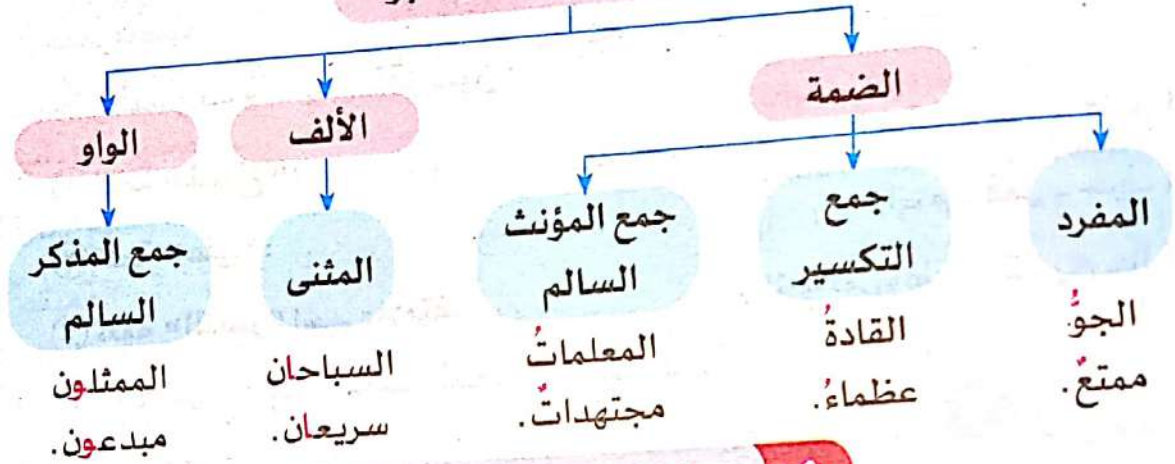 الضمة
الألف
الواو
المفرد
الجوُّ
ممتعٌ.
جمع
التكسير
القادةُ
عظماءُ.
جمع المؤنث
السالم
المعلماتُ
مجتهداتٌ.
المثنى
السباحان
سريعان.
جمع المذكر
السالم
الممثلون
مبدعون.